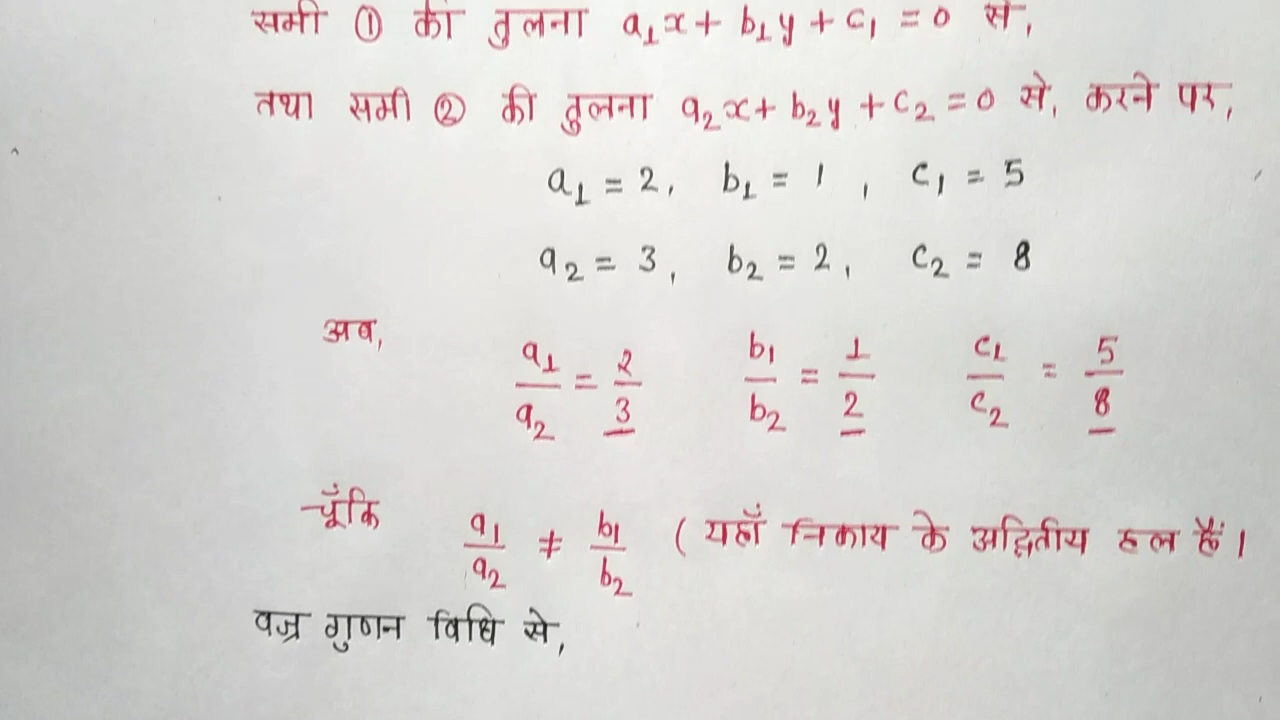 समी ① की तुलना a₁x + b₁y + c₁ = 0 से,
तथा समी ② की तुलना a₂x + b₂y + c₂ = 0 से, करने पर,
a₁ = 2, b₁ = 1, c₁ = 5
a₂ = 3, b₂ = 2, c₂ = 8
अब, a₁/a₂ = 2/3 b₁/b₂ = 1/2 c₁/c₂ = 5/8
चूँकि a₁/a₂ ≠ b₁/b₂ ( यहाँ निकाय के अद्वितीय हल हैं।
वज्र गुणन विधि से,